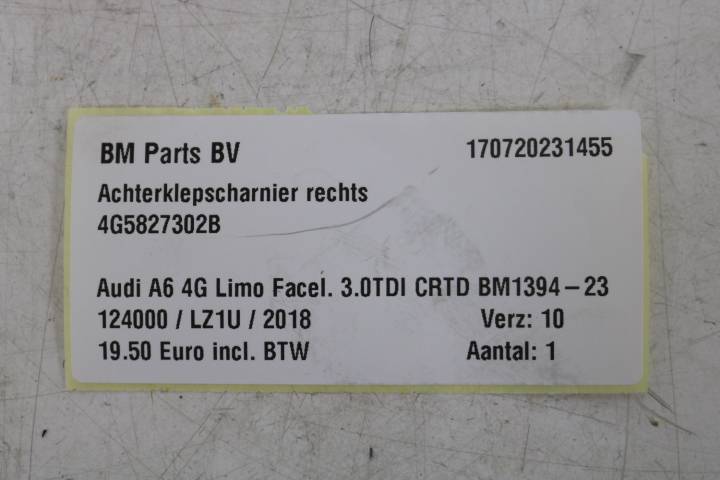 BM Parts BV 170720231455
Achterklepscharnier rechts
4G5827302B
Audi A6 4G Limo Facel. 3.0TDI CRTD BM1394-23
124000 / LZ1U / 2018 Verz: 10
19.50 Euro incl. BTW Aantal: 1